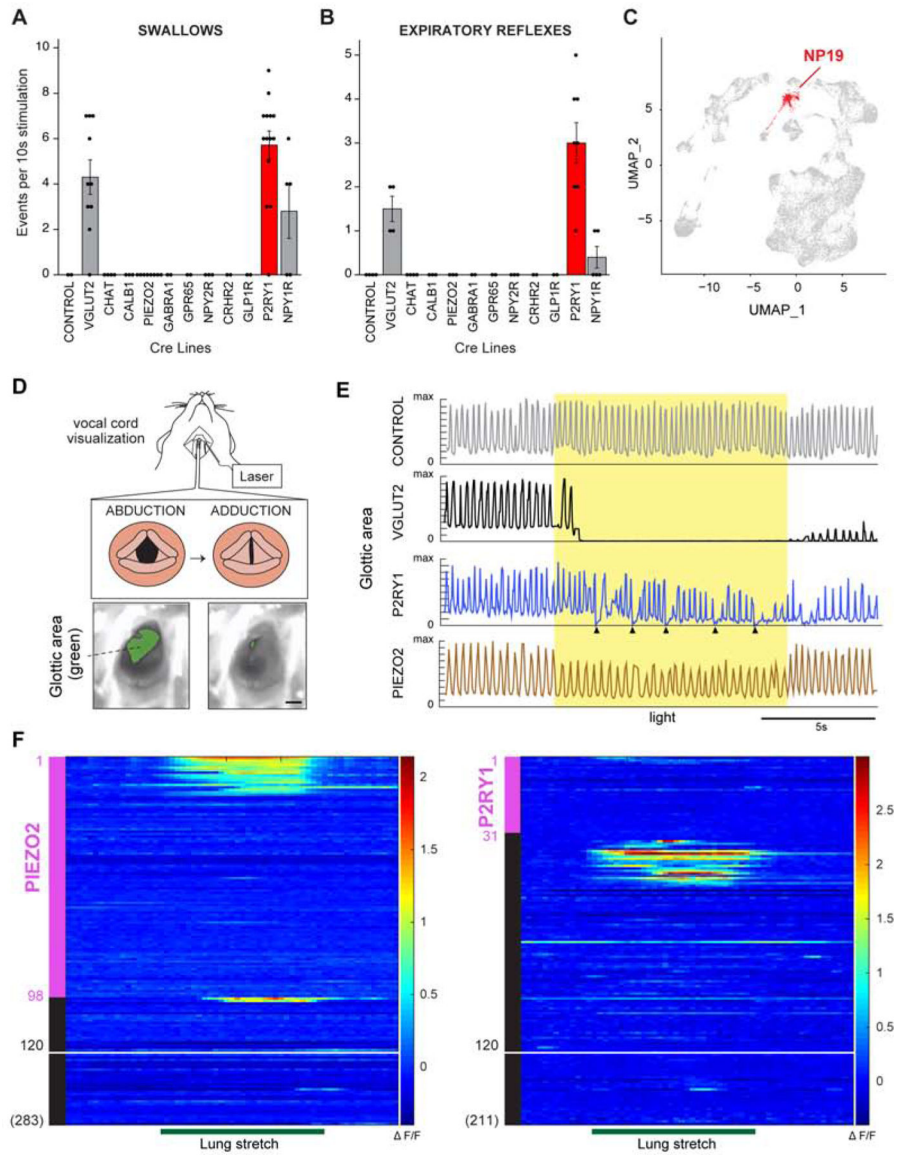 A
SWALLOWS
Events per 10s stimulation
10
8
6
4
2
0
CONTROL
VGLUT2
CHAT
CALB1
PIEZO2
GABRA1
GPR65
NPY2R
CRHR2
GLP1R
P2RY1
NPY1R
Cre Lines
B
EXPIRATORY REFLEXES
5
4
3
2
1
0
CONTROL
VGLUT2
CHAT
CALB1
PIEZO2
GABRA1
GPR65
NPY2R
CRHR2
GLP1R
P2RY1
NPY1R
Cre Lines
C
NP19
UMAP_2
5
0
−5
−10
−5
0
5
UMAP_1
D
vocal cord
visualization
Laser
ABDUCTION
ADDUCTION
Glottic area
(green)
E
Glottic area
CONTROL
max
0
VGLUT2
max
0
P2RY1
max
0
PIEZO2
max
0
light
5s
F
PIEZO2
1
98
120
(283)
2
1.5
1
0.5
0
Δ F/F
Lung stretch
P2RY1
1
31
120
(211)
2.5
2
1.5
1
0.5
0
Δ F/F
Lung stretch